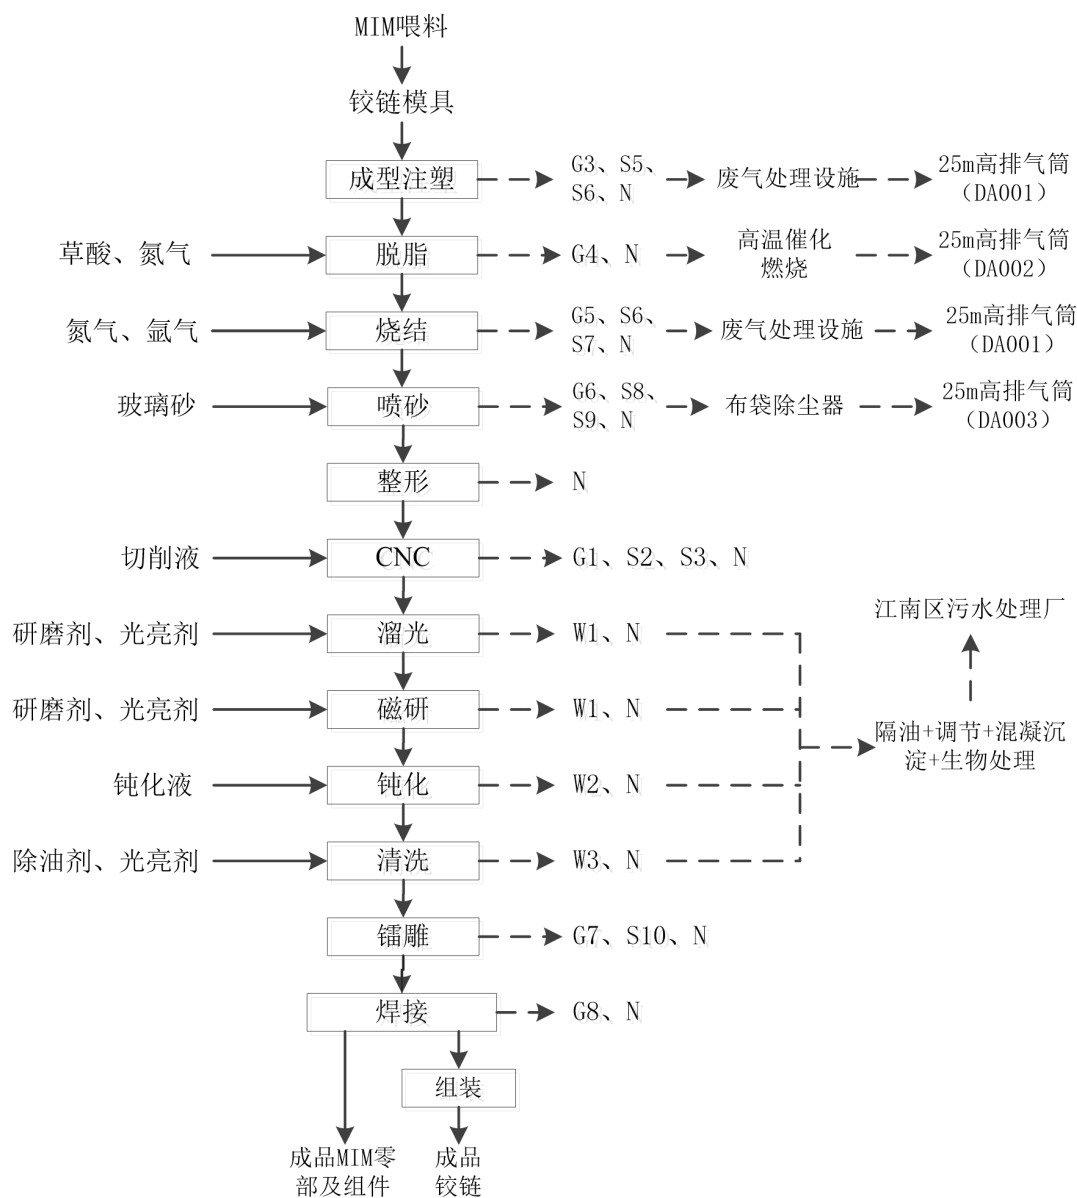 MIM喂料
铰链模具
成型注塑
G3、S5、
S6、N
废气处理设施
25m高排气筒
（DA001）
草酸、氮气
脱脂
G4、N
高温催化
燃烧
25m高排气筒
（DA002）
氮气、氩气
烧结
G5、S6、
S7、N
废气处理设施
25m高排气筒
（DA001）
玻璃砂
喷砂
G6、S8、
S9、N
布袋除尘器
25m高排气筒
（DA003）
整形
N
切削液
CNC
G1、S2、S3、N
江南区污水处理厂
研磨剂、光亮剂
溜光
W1、N
研磨剂、光亮剂
磁研
W1、N
隔油+调节+混凝沉
淀+生物处理
钝化液
钝化
W2、N
除油剂、光亮剂
清洗
W3、N
镭雕
G7、S10、N
焊接
G8、N
组装
成品MIM零
部及组件
成品
铰链